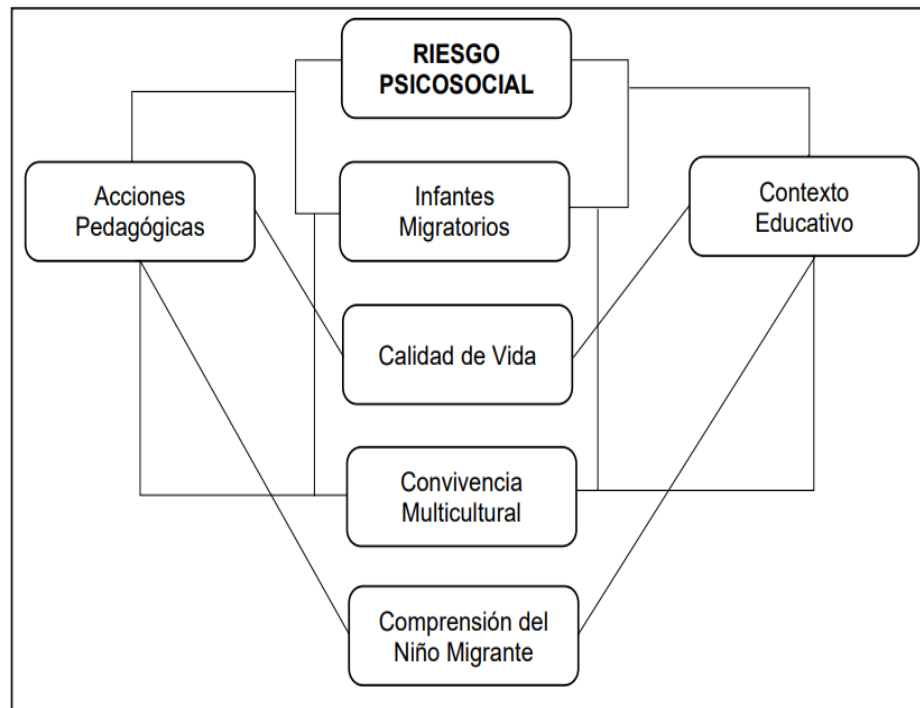 RIESGO
PSICOSOCIAL
Acciones
Pedagógicas
Infantes
Migratorios
Contexto
Educativo
Calidad de Vida
Convivencia
Multicultural
Comprensión del
Niño Migrante